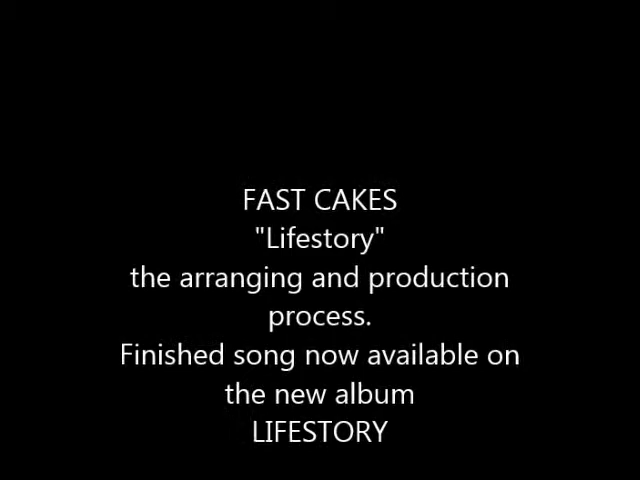 FAST CAKES
"Lifestory"
the arranging and production
process.
Finished song now available on
the new album
LIFESTORY